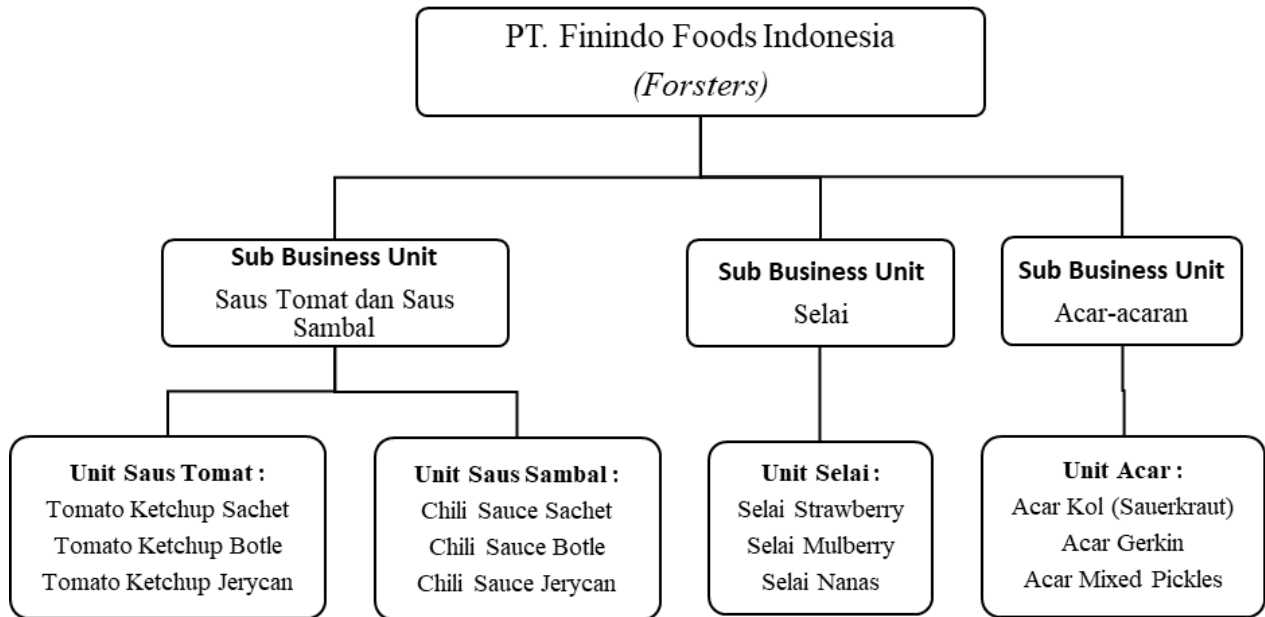 PT. Finindo Foods Indonesia
(Forsters)
Sub Business Unit
Saus Tomat dan Saus
Sambal
Sub Business Unit
Selai
Sub Business Unit
Acar-acaran
Unit Saus Tomat :
Tomato Ketchup Sachet
Tomato Ketchup Botle
Tomato Ketchup Jerycan
Unit Saus Sambal :
Chili Sauce Sachet
Chili Sauce Botle
Chili Sauce Jerycan
Unit Selai :
Selai Strawberry
Selai Mulberry
Selai Nanas
Unit Acar :
Acar Kol (Sauerkraut)
Acar Gerkin
Acar Mixed Pickles